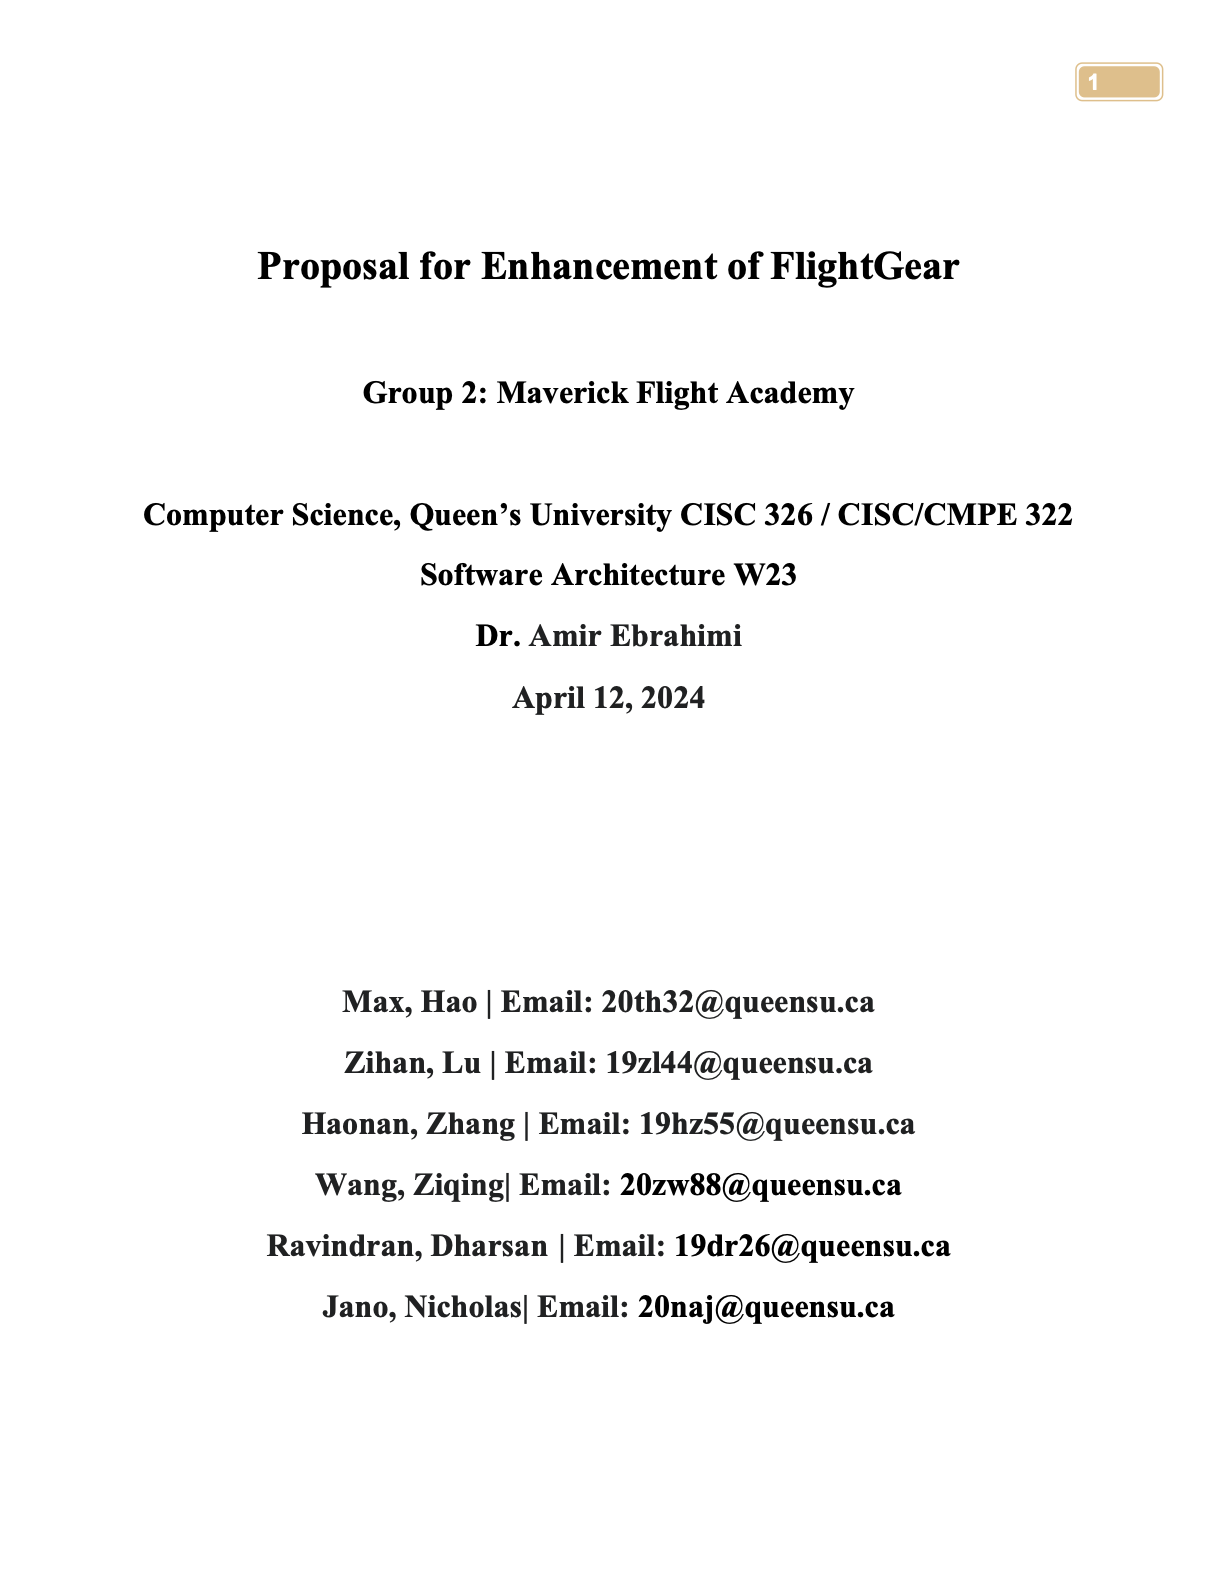 1
Proposal for Enhancement of FlightGear
Group 2: Maverick Flight Academy
Computer Science, Queen’s University CISC 326 / CISC/CMPE 322
Software Architecture W23
Dr. Amir Ebrahimi
April 12, 2024
Max, Hao | Email: 20th32@queensu.ca
Zihan, Lu | Email: 19zl44@queensu.ca
Haonan, Zhang | Email: 19hz55@queensu.ca
Wang, Ziqing| Email: 20zw88@queensu.ca
Ravindran, Dharsan | Email: 19dr26@queensu.ca
Jano, Nicholas| Email: 20naj@queensu.ca